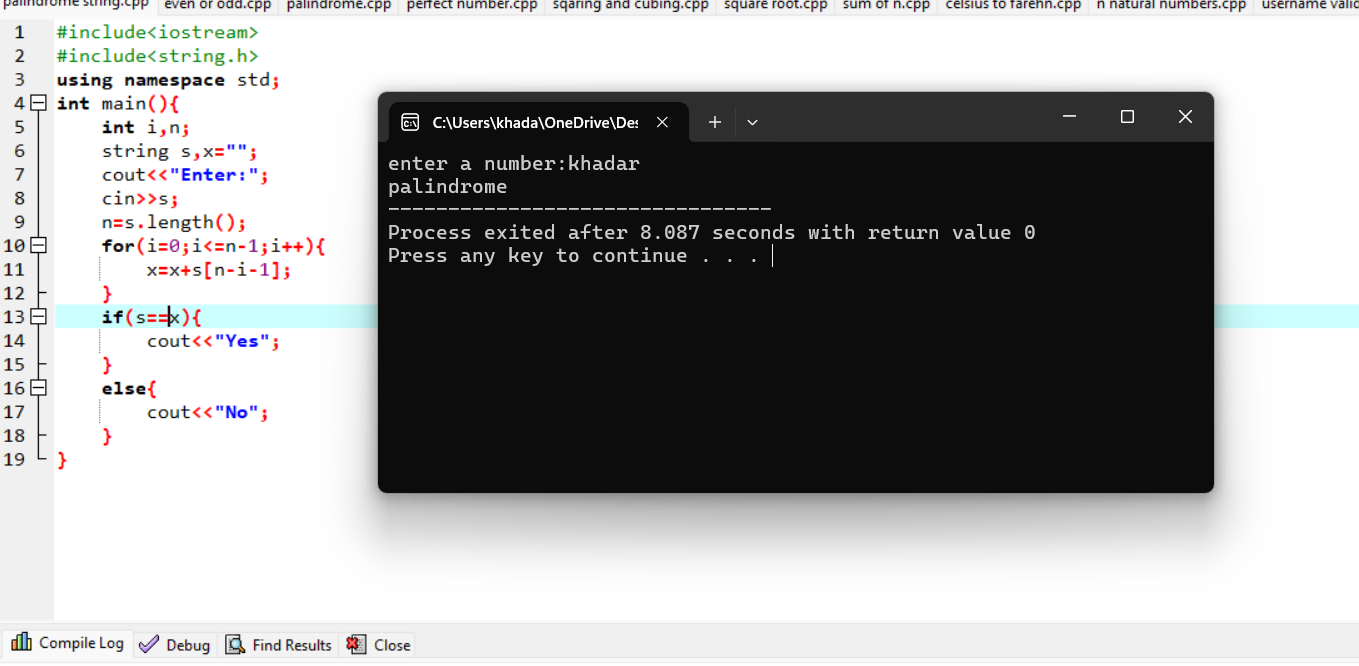 palindrome string.cpp even or odd.cpp palindrome.cpp perfect number.cpp sqaring and cubing.cpp square root.cpp sum of n.cpp celsius to farehn.cpp n natural numbers.cpp username valid
1 #include<iostream>
2 #include<string.h>
3 using namespace std;
4 int main(){
5 int i,n;
6 string s,x="";
7 cout<<"Enter:";
8 cin>>s;
9 n=s.length();
10 for(i=0;i<=n-1;i++){
11 x=x+s[n-i-1];
12 }
13 if(s==x){
14 cout<<"Yes";
15 }
16 else{
17 cout<<"No";
18 }
19 }
C:\Users\khada\OneDrive\Des
enter a number:khadar
palindrome
--------------------------------
Process exited after 8.087 seconds with return value 0
Press any key to continue . . .
Compile Log Debug Find Results Close